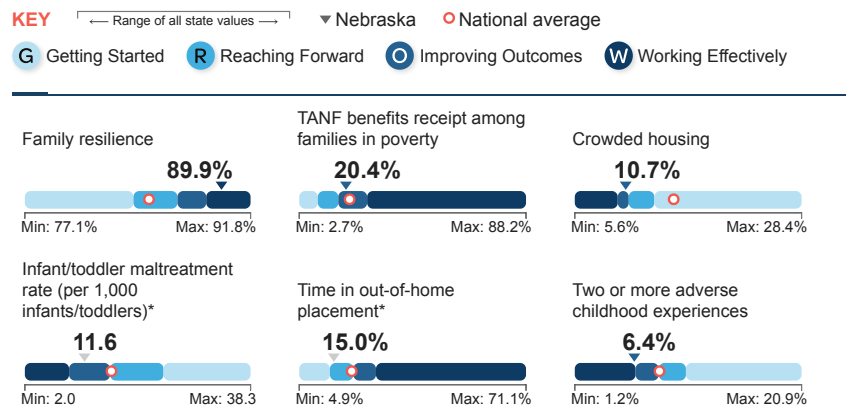 KEY Range of all state values Nebraska National average
G Getting Started R Reaching Forward O Improving Outcomes W Working Effectively
Family resilience
89.9%
Min: 77.1% Max: 91.8%
TANF benefits receipt among
families in poverty
20.4%
Min: 2.7% Max: 88.2%
Crowded housing
10.7%
Min: 5.6% Max: 28.4%
Infant/toddler maltreatment
rate (per 1,000
infants/toddlers)*
11.6
Min: 2.0 Max: 38.3
Time in out-of-home
placement*
15.0%
Min: 4.9% Max: 71.1%
Two or more adverse
childhood experiences
6.4%
Min: 1.2% Max: 20.9%